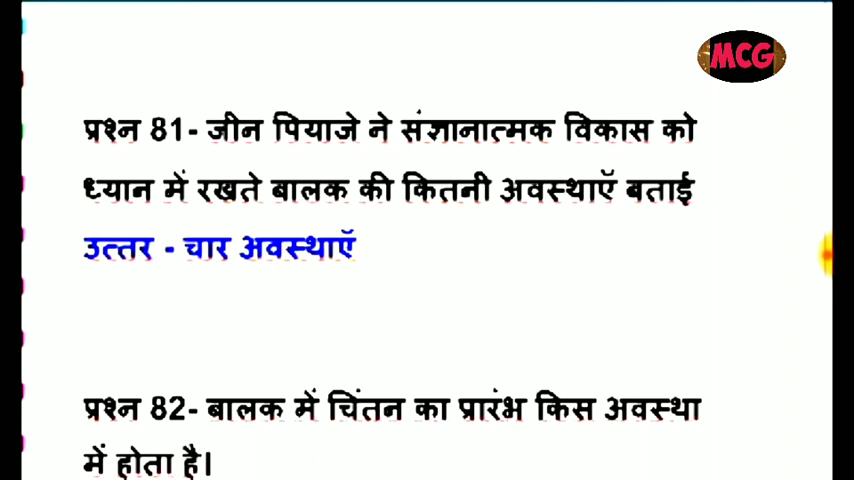 MCG
प्रश्न 81- जीन पियाजे ने संज्ञानात्मक विकास को
ध्यान में रखते बालक की कितनी अवस्थाएॅ बताई
उत्तर - चार अवस्थाएॅ
प्रश्न 82- बालक में चिंतन का प्रारंभ किस अवस्था
में होता है।